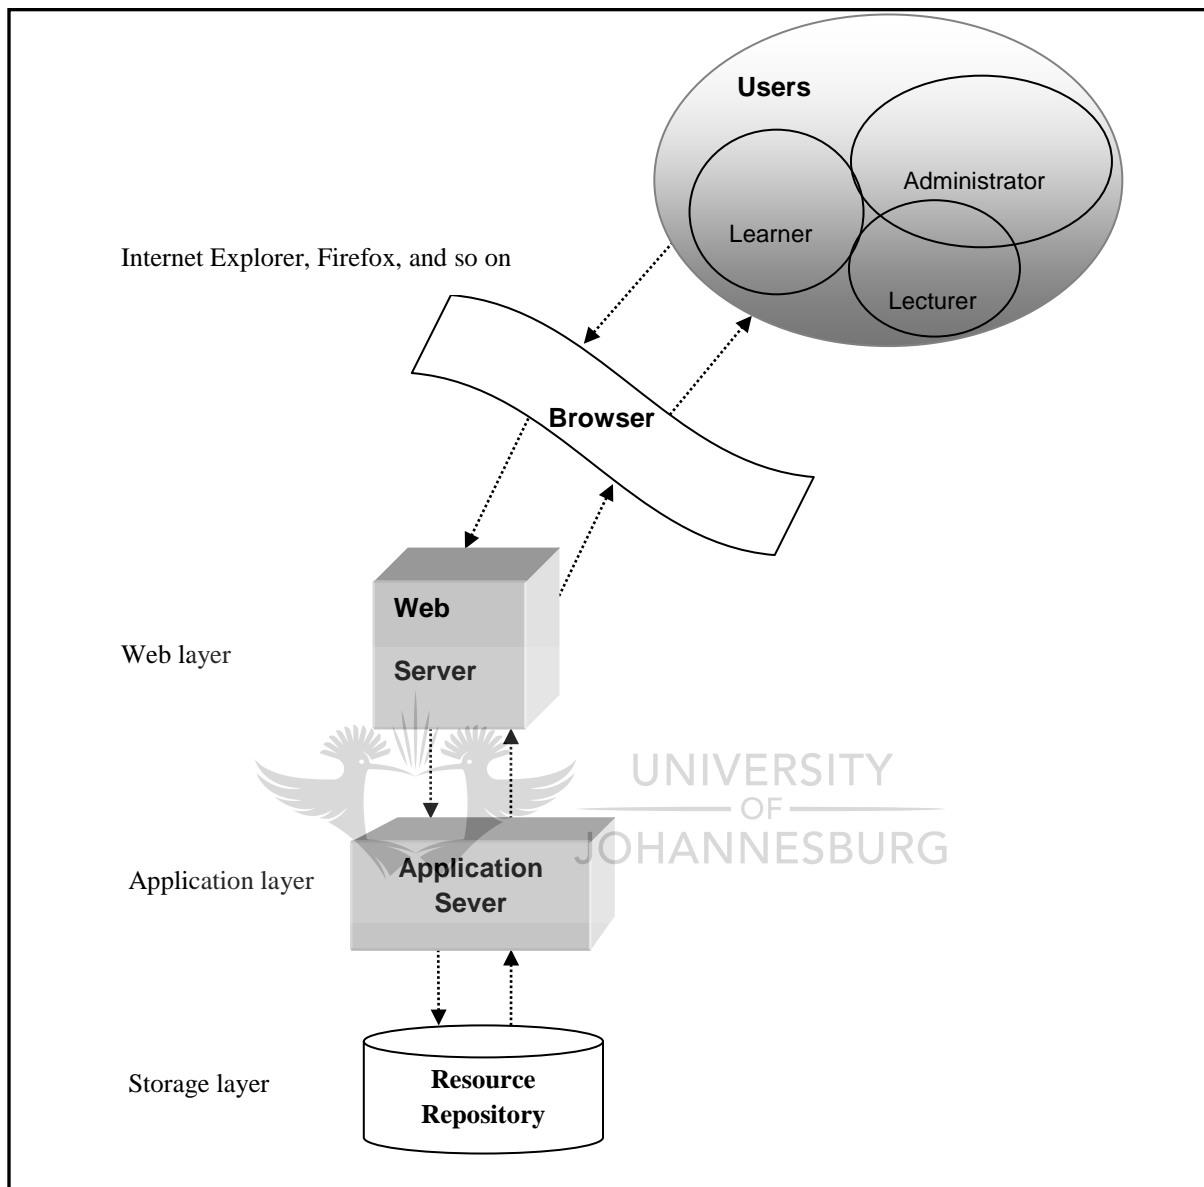 Users
Administrator
Learner
Lecturer
Internet Explorer, Firefox, and so on
Browser
Web
Server
Web layer
UNIVERSITY
OF
JOHANNESBURG
Application layer
Application
Sever
Storage layer
Resource
Repository